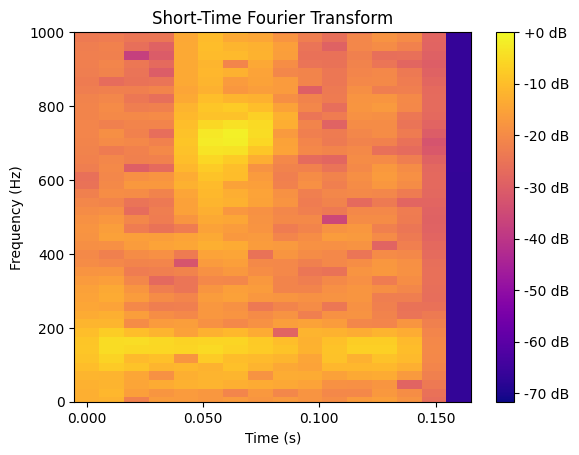 Short-Time Fourier Transform
1000
800
600
400
200
0
Frequency (Hz)
0.000
0.050
0.100
0.150
Time (s)
+0 dB
-10 dB
-20 dB
-30 dB
-40 dB
-50 dB
-60 dB
-70 dB